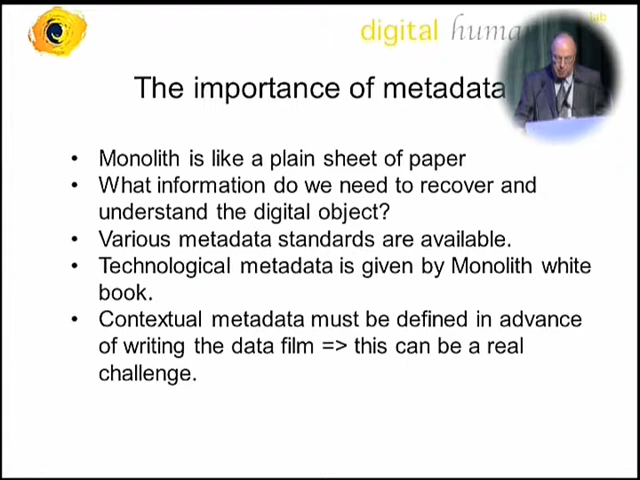 digital huma
lab
The importance of metadata
• Monolith is like a plain sheet of paper
• What information do we need to recover and
understand the digital object?
• Various metadata standards are available.
• Technological metadata is given by Monolith white
book.
• Contextual metadata must be defined in advance
of writing the data film => this can be a real
challenge.